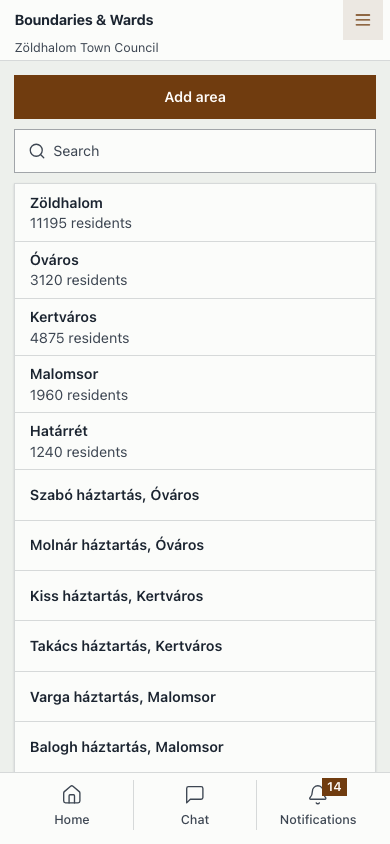 Boundaries & Wards
Zöldhalom Town Council
Add area
Search
Zöldhalom
11195 residents
Óváros
3120 residents
Kertváros
4875 residents
Malomsor
1960 residents
Határrét
1240 residents
Szabó háztartás, Óváros
Molnár háztartás, Óváros
Kiss háztartás, Kertváros
Takács háztartás, Kertváros
Varga háztartás, Malomsor
Balogh háztartás, Malomsor
Home
Chat
14
Notifications